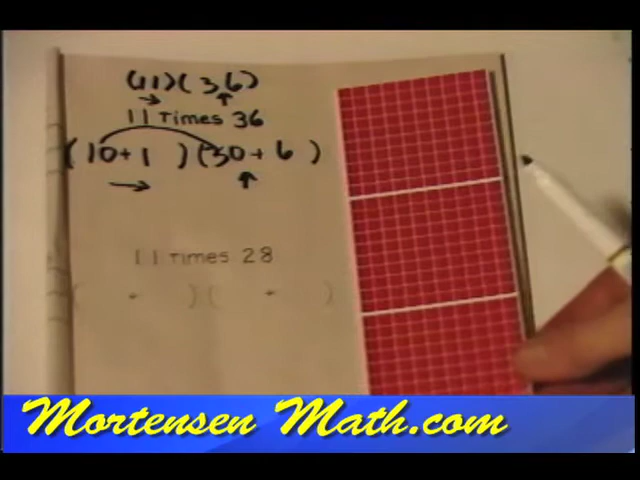 (11)(36)
11 Times 36
(10+1)(30+6)
11 Times 28
( + )( + )
Mortensen Math.com